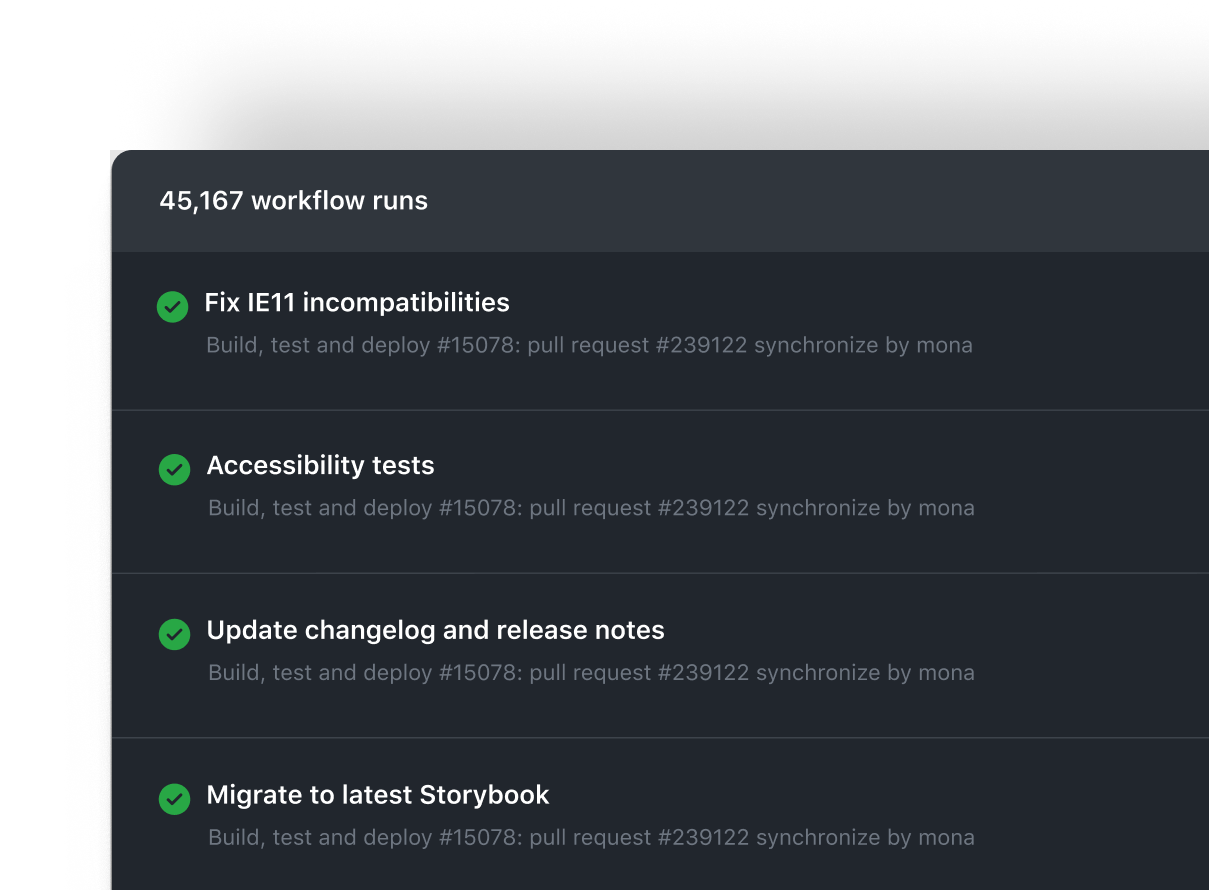 45,167 workflow runs
Fix IE11 incompatibilities
Build, test and deploy #15078: pull request #239122 synchronize by mona
Accessibility tests
Build, test and deploy #15078: pull request #239122 synchronize by mona
Update changelog and release notes
Build, test and deploy #15078: pull request #239122 synchronize by mona
Migrate to latest Storybook
Build, test and deploy #15078: pull request #239122 synchronize by mona